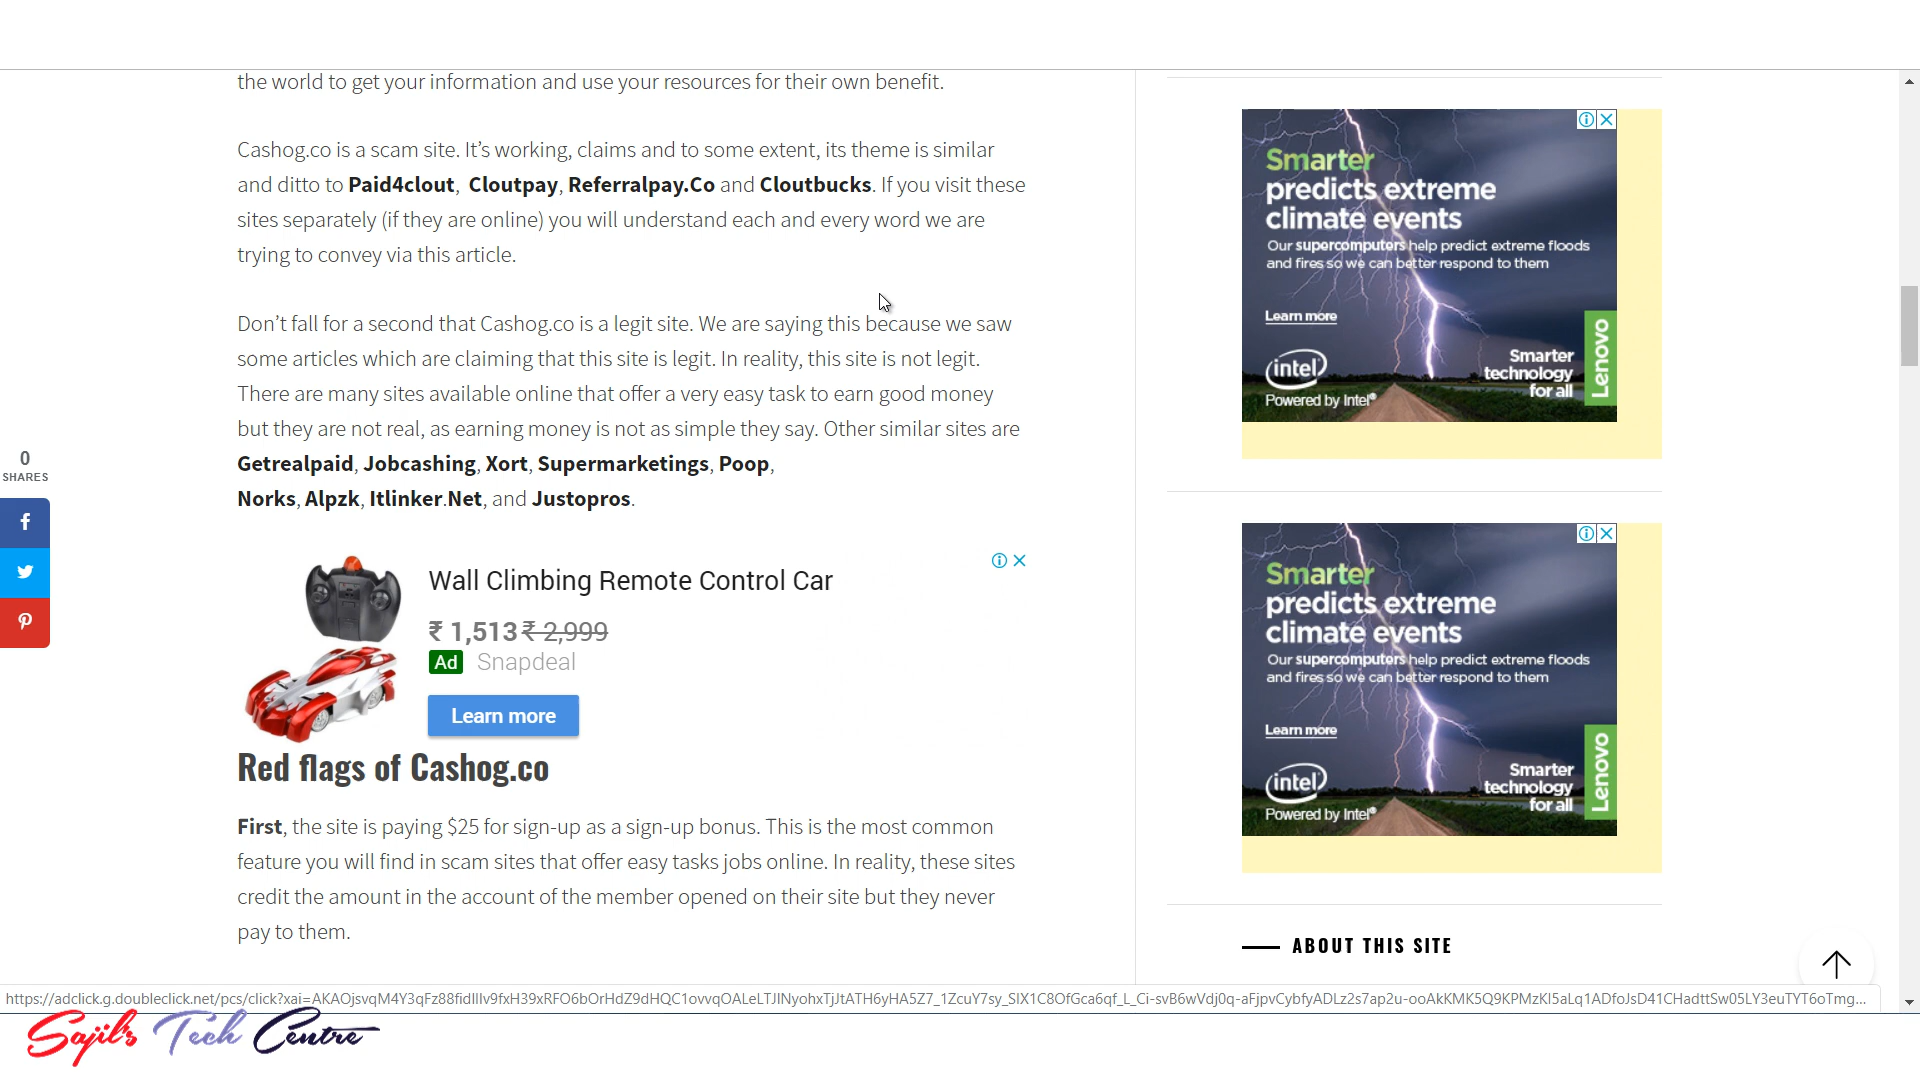 the world to get your information and use your resources for their own benefit.
Cashog.co is a scam site. It’s working, claims and to some extent, its theme is similar
and ditto to Paid4clout, Cloutpay, Referralpay.Co and Cloutbucks. If you visit these
sites separately (if they are online) you will understand each and every word we are
trying to convey via this article.
Don’t fall for a second that Cashog.co is a legit site. We are saying this because we saw
some articles which are claiming that this site is legit. In reality, this site is not legit.
There are many sites available online that offer a very easy task to earn good money
but they are not real, as earning money is not as simple they say. Other similar sites are
Getrealpaid, Jobcashing, Xort, Supermarketings, Poop,
Norks, Alpzk, Itlinker.Net, and Justopros.
0
SHARES
Wall Climbing Remote Control Car
₹ 1,513 ₹ 2,999
Ad Snapdeal
Learn more
Red flags of Cashog.co
First, the site is paying $25 for sign-up as a sign-up bonus. This is the most common
feature you will find in scam sites that offer easy tasks jobs online. In reality, these sites
credit the amount in the account of the member opened on their site but they never
pay to them.
Smarter
predicts extreme
climate events
Our supercomputers help predict extreme floods
and fires so we can better respond to them
Learn more
intel
Powered by Intel®
Smarter
technology
for all
Lenovo
Smarter
predicts extreme
climate events
Our supercomputers help predict extreme floods
and fires so we can better respond to them
Learn more
intel
Powered by Intel®
Smarter
technology
for all
Lenovo
ABOUT THIS SITE
Sajil's Tech Centre